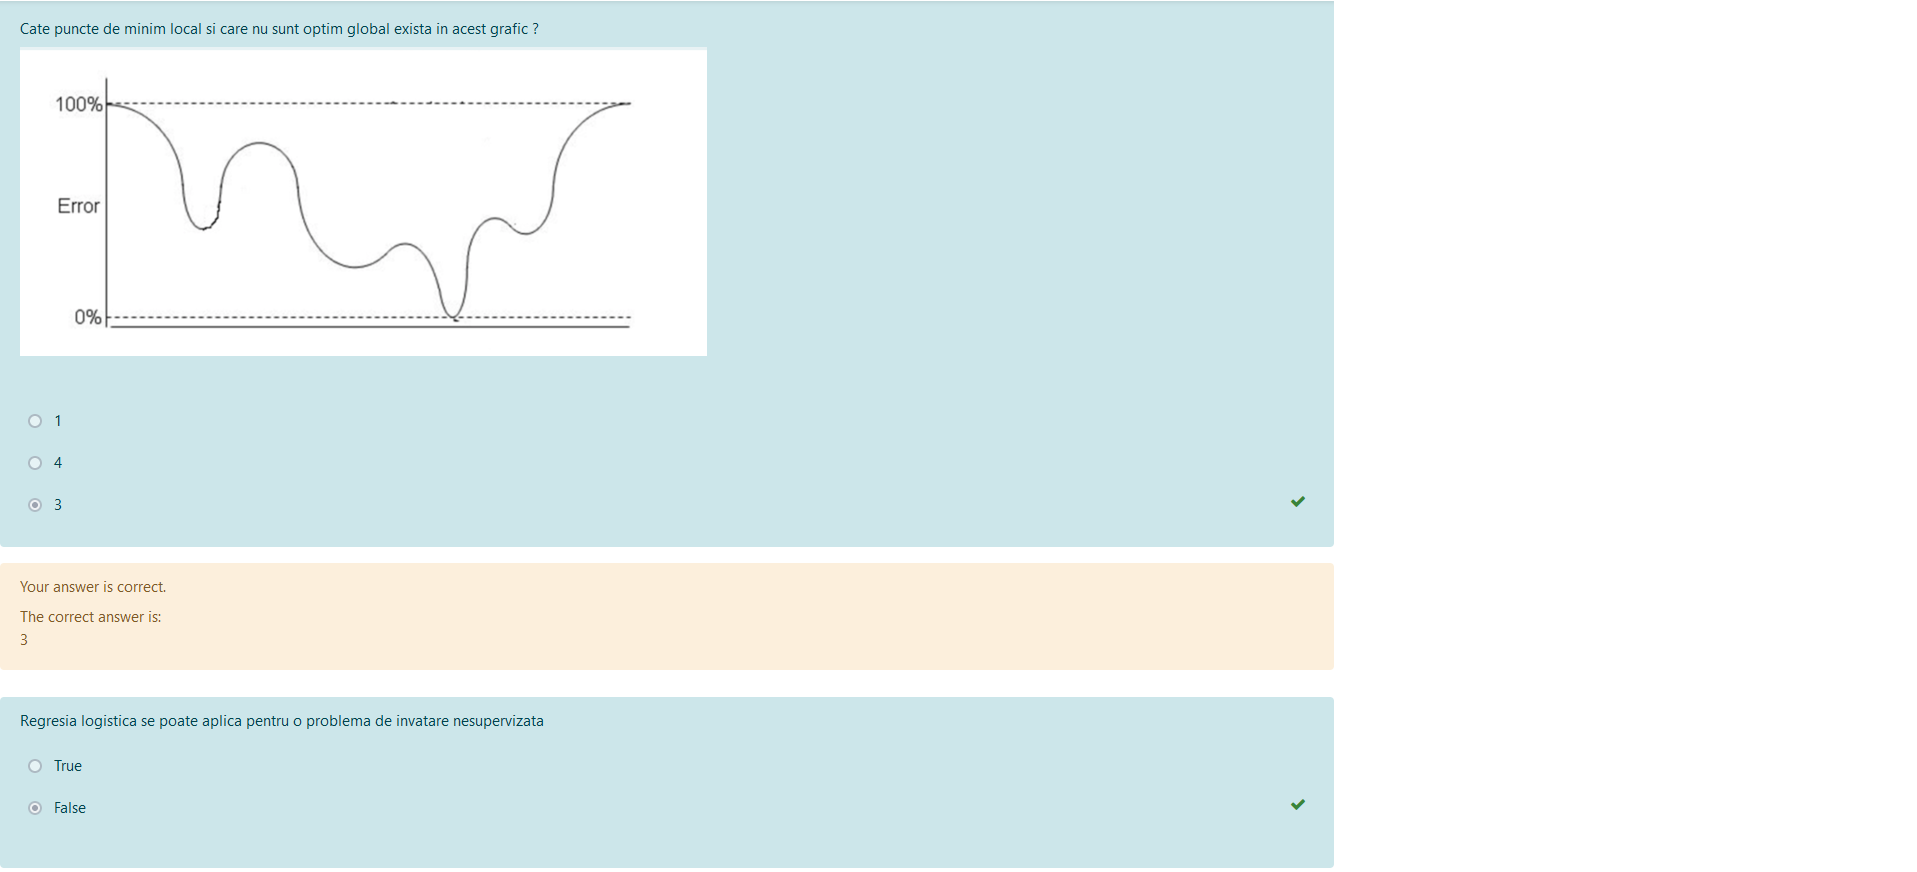 Cate puncte de minim local si care nu sunt optim global exista in acest grafic ?
100%
Error
0%
1
4
3
Your answer is correct.
The correct answer is:
3
Regresia logistica se poate aplica pentru o problema de invatare nesupervizata
True
False